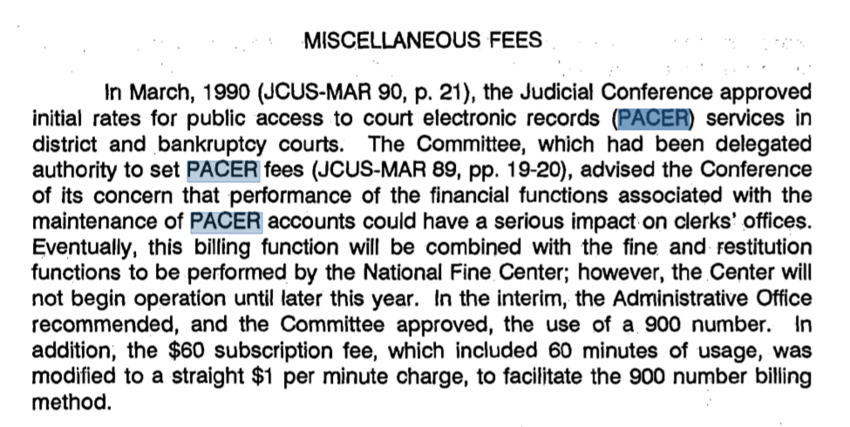 MISCELLANEOUS FEES
In March, 1990 (JCUS-MAR 90, p. 21), the Judicial Conference approved
initial rates for public access to court electronic records (PACER) services in
district and bankruptcy courts. The Committee, which had been delegated
authority to set PACER fees (JCUS-MAR 89, pp. 19-20), advised the Conference
of its concern that performance of the financial functions associated with the
maintenance of PACER accounts could have a serious impact on clerks' offices.
Eventually, this billing function will be combined with the fine and restitution
functions to be performed by the National Fine Center; however, the Center will
not begin operation until later this year. In the interim, the Administrative Office
recommended, and the Committee approved, the use of a 900 number. In
addition, the $60 subscription fee, which included 60 minutes of usage, was
modified to a straight $1 per minute charge, to facilitate the 900 number billing
method.